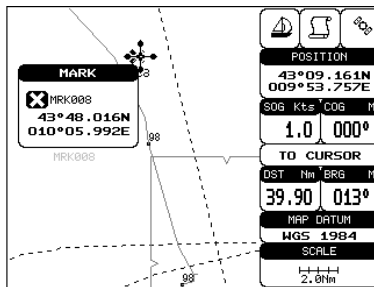 MARK
MRK008
43°48.016N
010°05.992E
MRK008
98
98
POSITION
43°09.161N
009°53.757E
SOG Kts COG M
1.0 000°
TO CURSOR
DST Nm BRG M
39.90 013°
MAP DATUM
WGS 1984
SCALE
2.0Nm